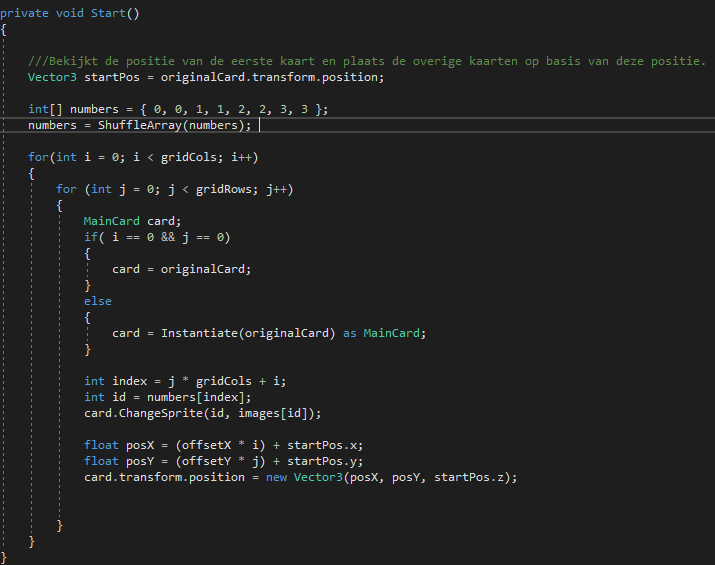 private void Start()
{
///Bekijkt de positie van de eerste kaart en plaats de overige kaarten op basis van deze positie.
Vector3 startPos = originalCard.transform.position;
int[] numbers = { 0, 0, 1, 1, 2, 2, 3, 3 };
numbers = ShuffleArray(numbers);
for(int i = 0; i < gridCols; i++)
{
for (int j = 0; j < gridRows; j++)
{
MainCard card;
if( i == 0 && j == 0)
{
card = originalCard;
}
else
{
card = Instantiate(originalCard) as MainCard;
}
int index = j * gridCols + i;
int id = numbers[index];
card.ChangeSprite(id, images[id]);
float posX = (offsetX * i) + startPos.x;
float posY = (offsetY * j) + startPos.y;
card.transform.position = new Vector3(posX, posY, startPos.z);
}
}
}